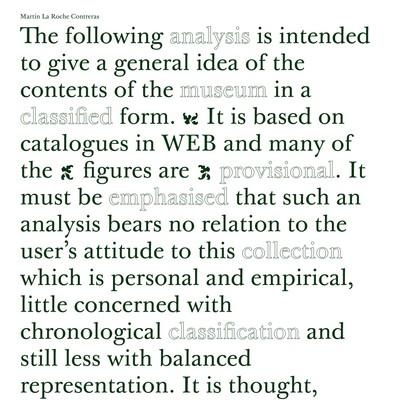 Martín La Roche Contreras
The following analysis is intended
to give a general idea of the
contents of the museum in a
classified form. It is based on
catalogues in WEB and many of
the figures are provisional. It
must be emphasised that such an
analysis bears no relation to the
user’s attitude to this collection
which is personal and empirical,
little concerned with
chronological classification and
still less with balanced
representation. It is thought,